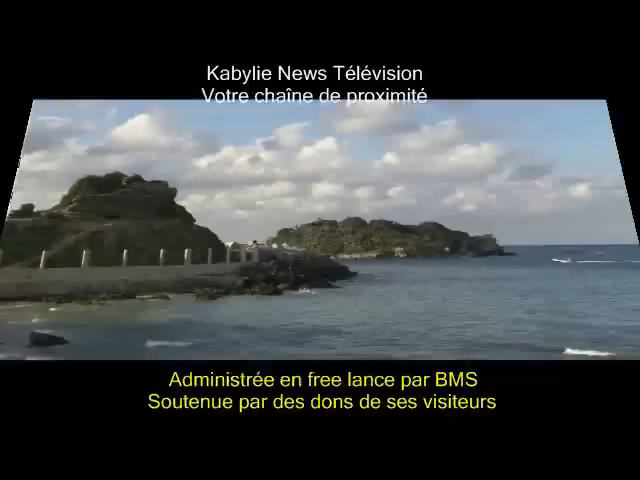 Kabylie News Télévision
Votre chaîne de proximité
Administrée en free lance par BMS
Soutenue par des dons de ses visiteurs